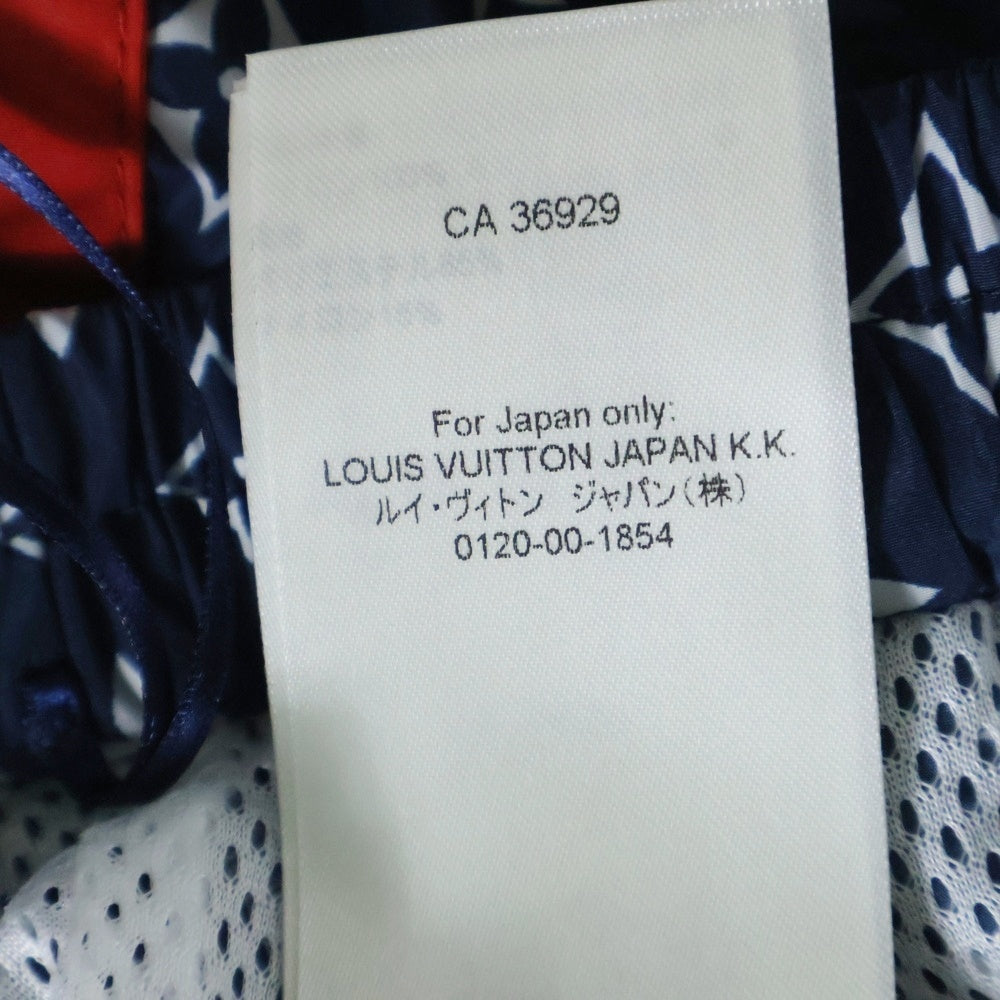 CA 36929
For Japan only:
LOUIS VUITTON JAPAN K.K.
ルイ・ヴィトン　ジャパン(株)
0120-00-1854